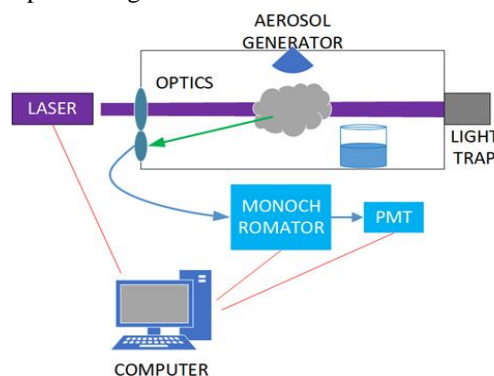 AEROSOL
GENERATOR
OPTICS
LASER
LIGHT
TRAP
MONOCH
ROMATOR
PMT
COMPUTER